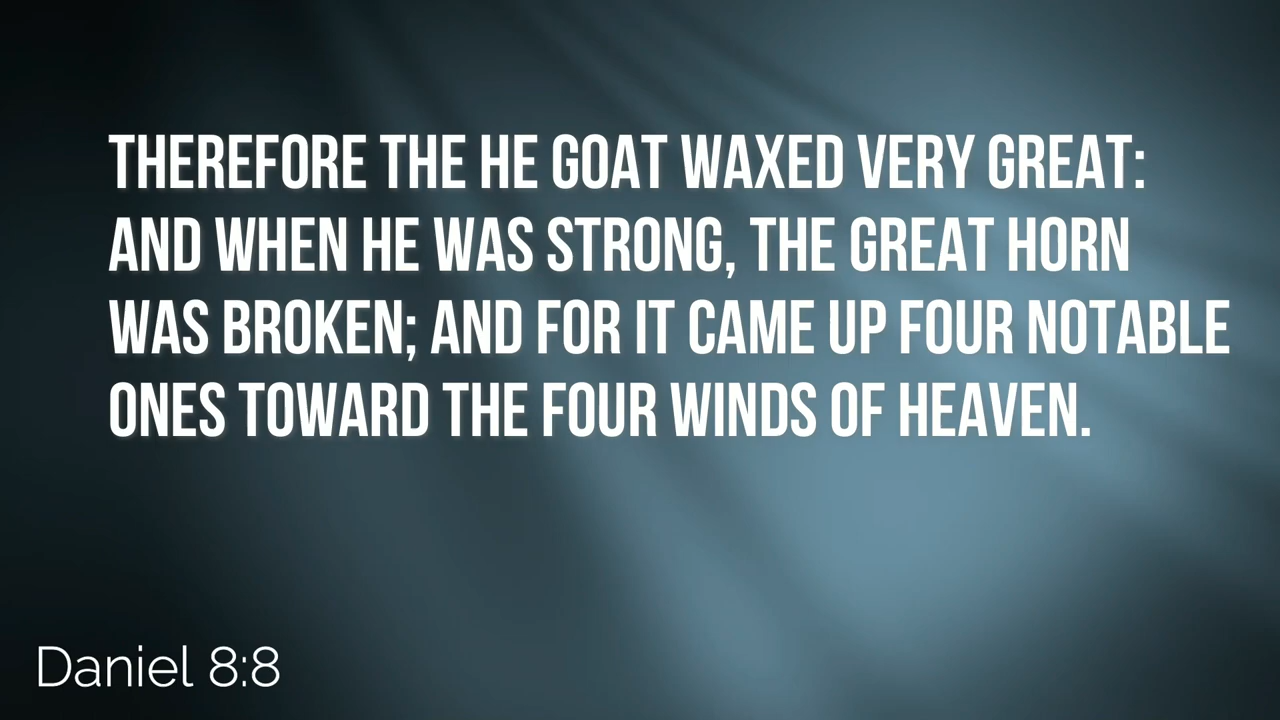 THEREFORE THE HE GOAT WAXED VERY GREAT:
AND WHEN HE WAS STRONG, THE GREAT HORN
WAS BROKEN; AND FOR IT CAME UP FOUR NOTABLE
ONES TOWARD THE FOUR WINDS OF HEAVEN.
Daniel 8:8